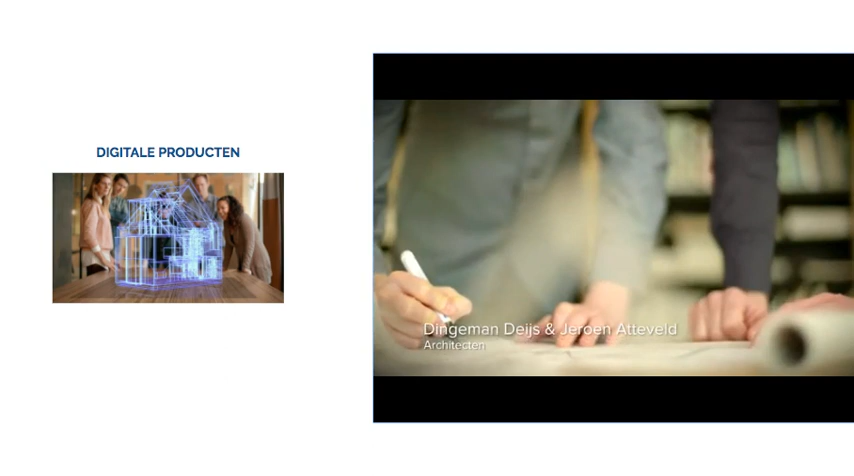 DIGITALE PRODUCTEN
Dingeman Deijs & Jeroen Atteveld
Architecten